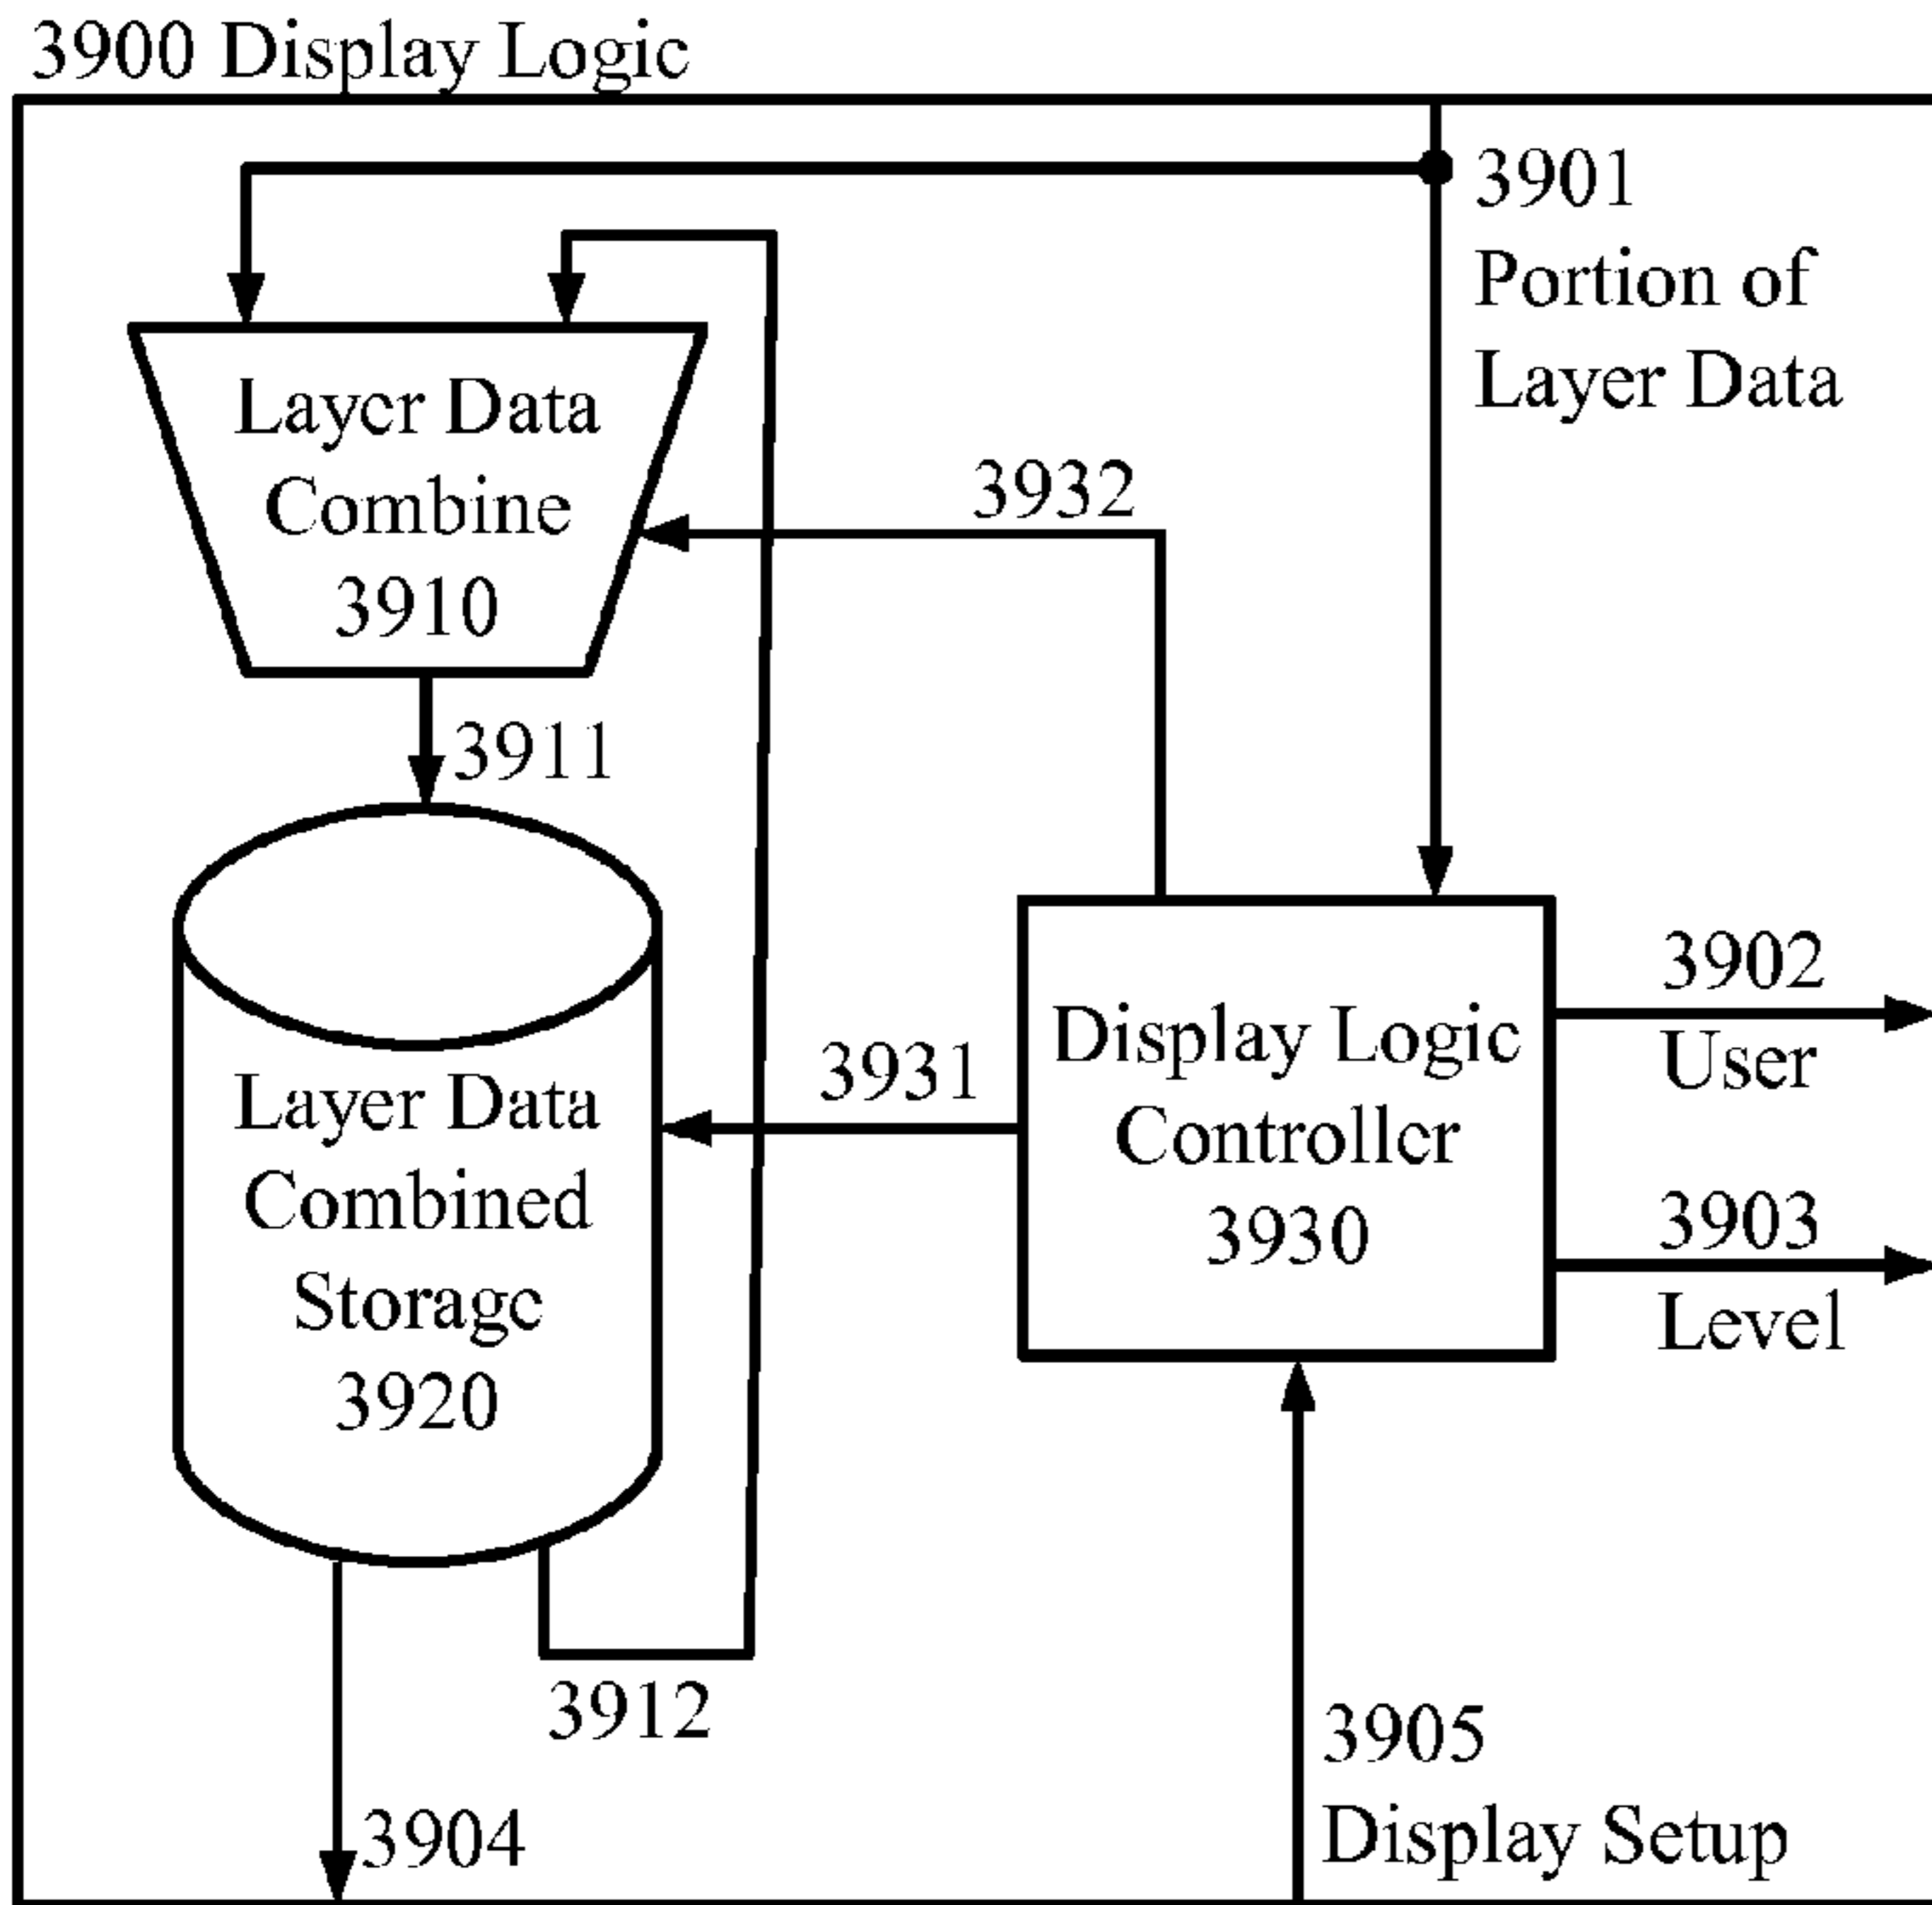 3900 Display Logic
3901
Portion of
Layer Data
Layer Data
Combine
3910
3932
3911
3902
User
Display Logic
Controller
3930
3931
Layer Data
Combined
Storage
3920
3903
Level
3912
3905
Display Setup
3904